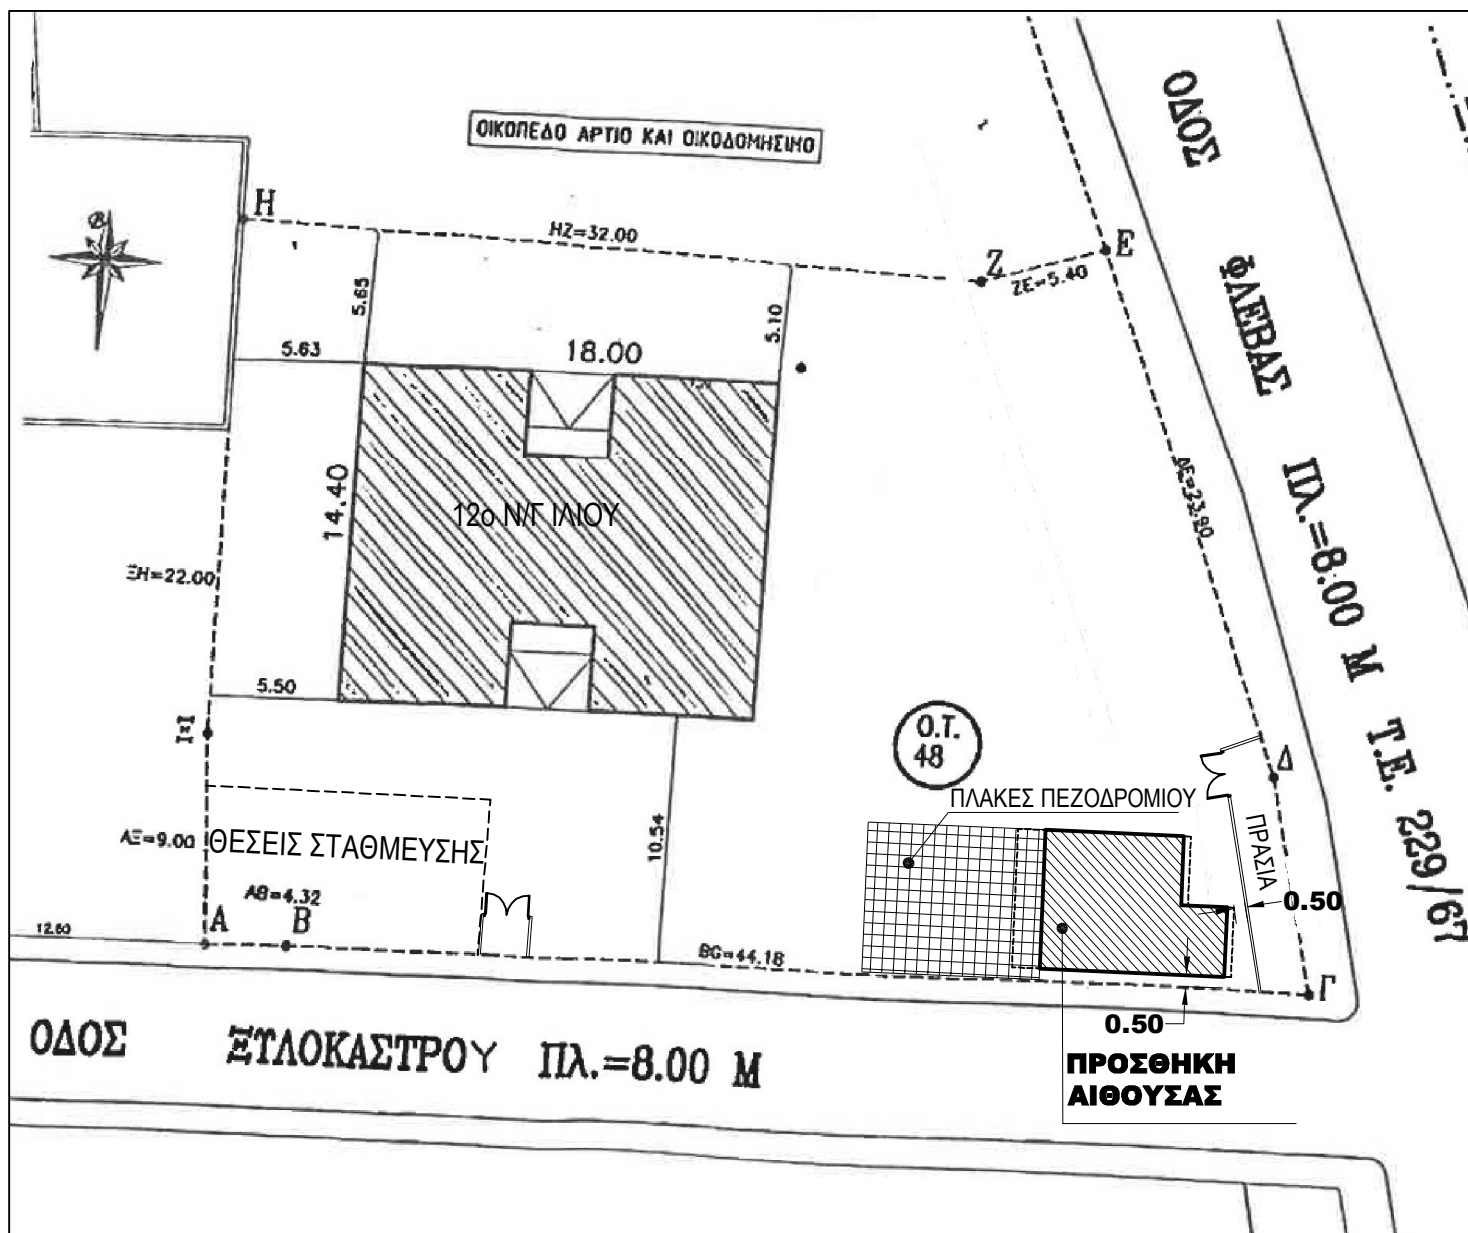 ΟΙΚΟΠΕΔΟ ΑΡΤΙΟ ΚΑΙ ΟΙΚΟΔΟΜΗΣΙΜΟ
ΟΔΟΣ ΦΛΕΒΑΣ ΠΛ.=8.00 Μ Τ.Ε. 229/67
Β
Η
ΗΖ=32.00
Ζ
Ε
ΖΕ=5.40
5.65
5.10
5.63
18.00
14.40
12ο Ν/Γ ΙΛΙΟΥ
ΔΕ=23.90
ΞΗ=22.00
5.50
Ο.Τ.
48
Δ
ΠΛΑΚΕΣ ΠΕΖΟΔΡΟΜΙΟΥ
ΑΞ=9.00
ΘΕΣΕΙΣ ΣΤΑΘΜΕΥΣΗΣ
10.54
ΠΡΑΣΙΑ
ΑΒ=4.32
0.50
12.60
Α
Β
BG=44.18
Γ
0.50
ΟΔΟΣ ΞΥΛΟΚΑΣΤΡΟΥ Πλ.=8.00 Μ
ΠΡΟΣΘΗΚΗ
ΑΙΘΟΥΣΑΣ